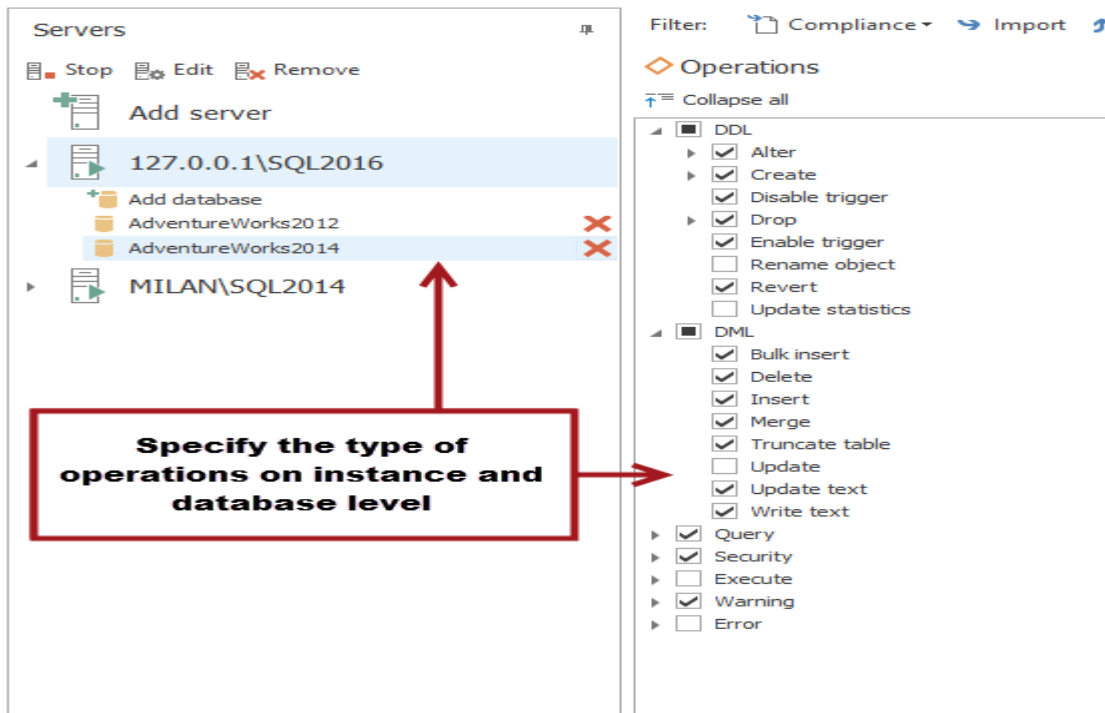 Servers
Stop Edit Remove
Add server
127.0.0.1\SQL2016
Add database
AdventureWorks2012
AdventureWorks2014
MILAN\SQL2014
Specify the type of
operations on instance and
database level
Filter: Compliance Import
Operations
Collapse all
DDL
Alter
Create
Disable trigger
Drop
Enable trigger
Rename object
Revert
Update statistics
DML
Bulk insert
Delete
Insert
Merge
Truncate table
Update
Update text
Write text
Query
Security
Execute
Warning
Error